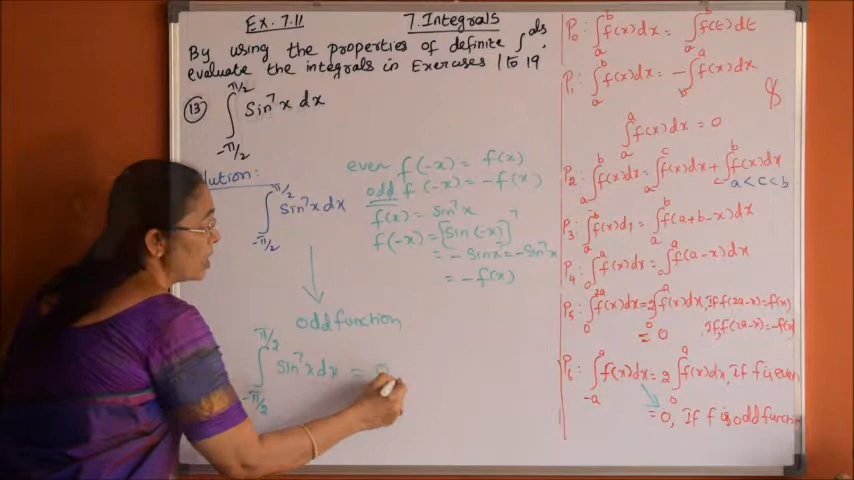 Ex. 7.11 7. Integrals
By using the properties of definite ∫als,
evaluate the integrals in Exercises 1 to 19
(13) ∫_{-π/2}^{π/2} Sin⁷x dx
lution:
∫_{-π/2}^{π/2} sin⁷x dx
even f(-x) = f(x)
odd f(-x) = -f(x)
f(x) = sin⁷x
f(-x) = [sin(-x)]⁷
= -sinx⁷ = -sin⁷x
= -f(x)
odd function
∫_{-π/2}^{π/2} sin⁷x dx = 0
P₀: ∫_a^b f(x)dx = ∫_a^b f(t)dt
P₁: ∫_a^b f(x)dx = -∫_b^a f(x)dx
8
∫_a^a f(x)dx = 0
P₂: ∫_a^b f(x)dx = ∫_a^c f(x)dx + ∫_c^b f(x)dx
a<c<b
P₃: ∫_a^b f(x)dx = ∫_a^b f(a+b-x)dx
P₄: ∫_0^a f(x)dx = ∫_0^a f(a-x)dx
P₅: ∫_0^{2a} f(x)dx = 2∫_0^a f(x)dx, if f(2a-x)=f(x)
= 0 if f(2a-x)=-f(x)
P₆: ∫_{-a}^a f(x)dx = 2∫_0^a f(x)dx, if f is even
=0, If f is odd function